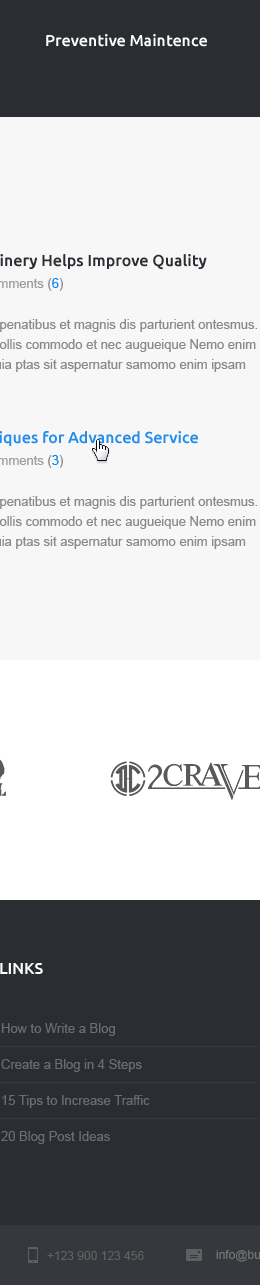 Preventive Maintence
inery Helps Improve Quality
mments (6)
penatibus et magnis dis parturient ontesmus.
ollis commodo et nec augueique Nemo enim
uia ptas sit aspernatur samomo enim ipsam
iques for Advanced Service
mments (3)
penatibus et magnis dis parturient ontesmus.
ollis commodo et nec augueique Nemo enim
uia ptas sit aspernatur samomo enim ipsam
2CRAVE
LINKS
How to Write a Blog
Create a Blog in 4 Steps
15 Tips to Increase Traffic
20 Blog Post Ideas
+123 900 123 456 info@bu